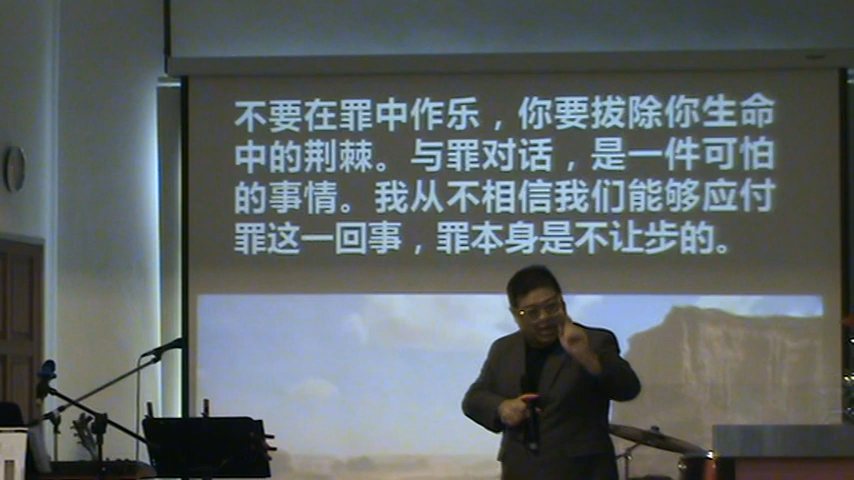 不要在罪中作乐，你要拔除你生命
中的荆棘。与罪对话，是一件可怕
的事情。我从不相信我们能够应付
罪这一回事，罪本身是不让步的。